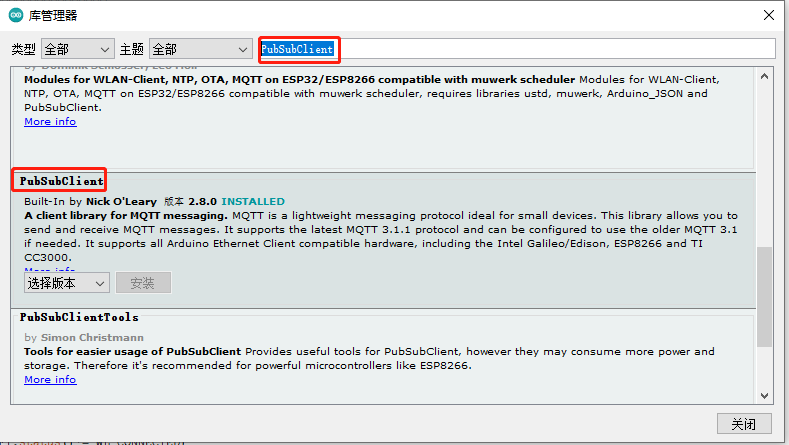 库管理器
类型 全部 主题 全部 PubSubClient
Modules for WLAN-Client, NTP, OTA, MQTT on ESP32/ESP8266 compatible with muwerk scheduler Modules for WLAN-Client,
NTP, OTA, MQTT on ESP32/ESP8266 compatible with muwerk scheduler, requires libraries ustd, muwerk, Arduino_JSON and
PubSubClient.
More info
PubSubClient
Built-In by Nick O'Leary 版本 2.8.0 INSTALLED
A client library for MQTT messaging. MQTT is a lightweight messaging protocol ideal for small devices. This library allows you to
send and receive MQTT messages. It supports the latest MQTT 3.1.1 protocol and can be configured to use the older MQTT 3.1
if needed. It supports all Arduino Ethernet Client compatible hardware, including the Intel Galileo/Edison, ESP8266 and TI
CC3000.
More info
选择版本 安装
PubSubClientTools
by Simon Christmann
Tools for easier usage of PubSubClient Provides useful tools for PubSubClient, however they may consume more power and
storage. Therefore it's recommended for powerful microcontrollers like ESP8266.
More info
关闭